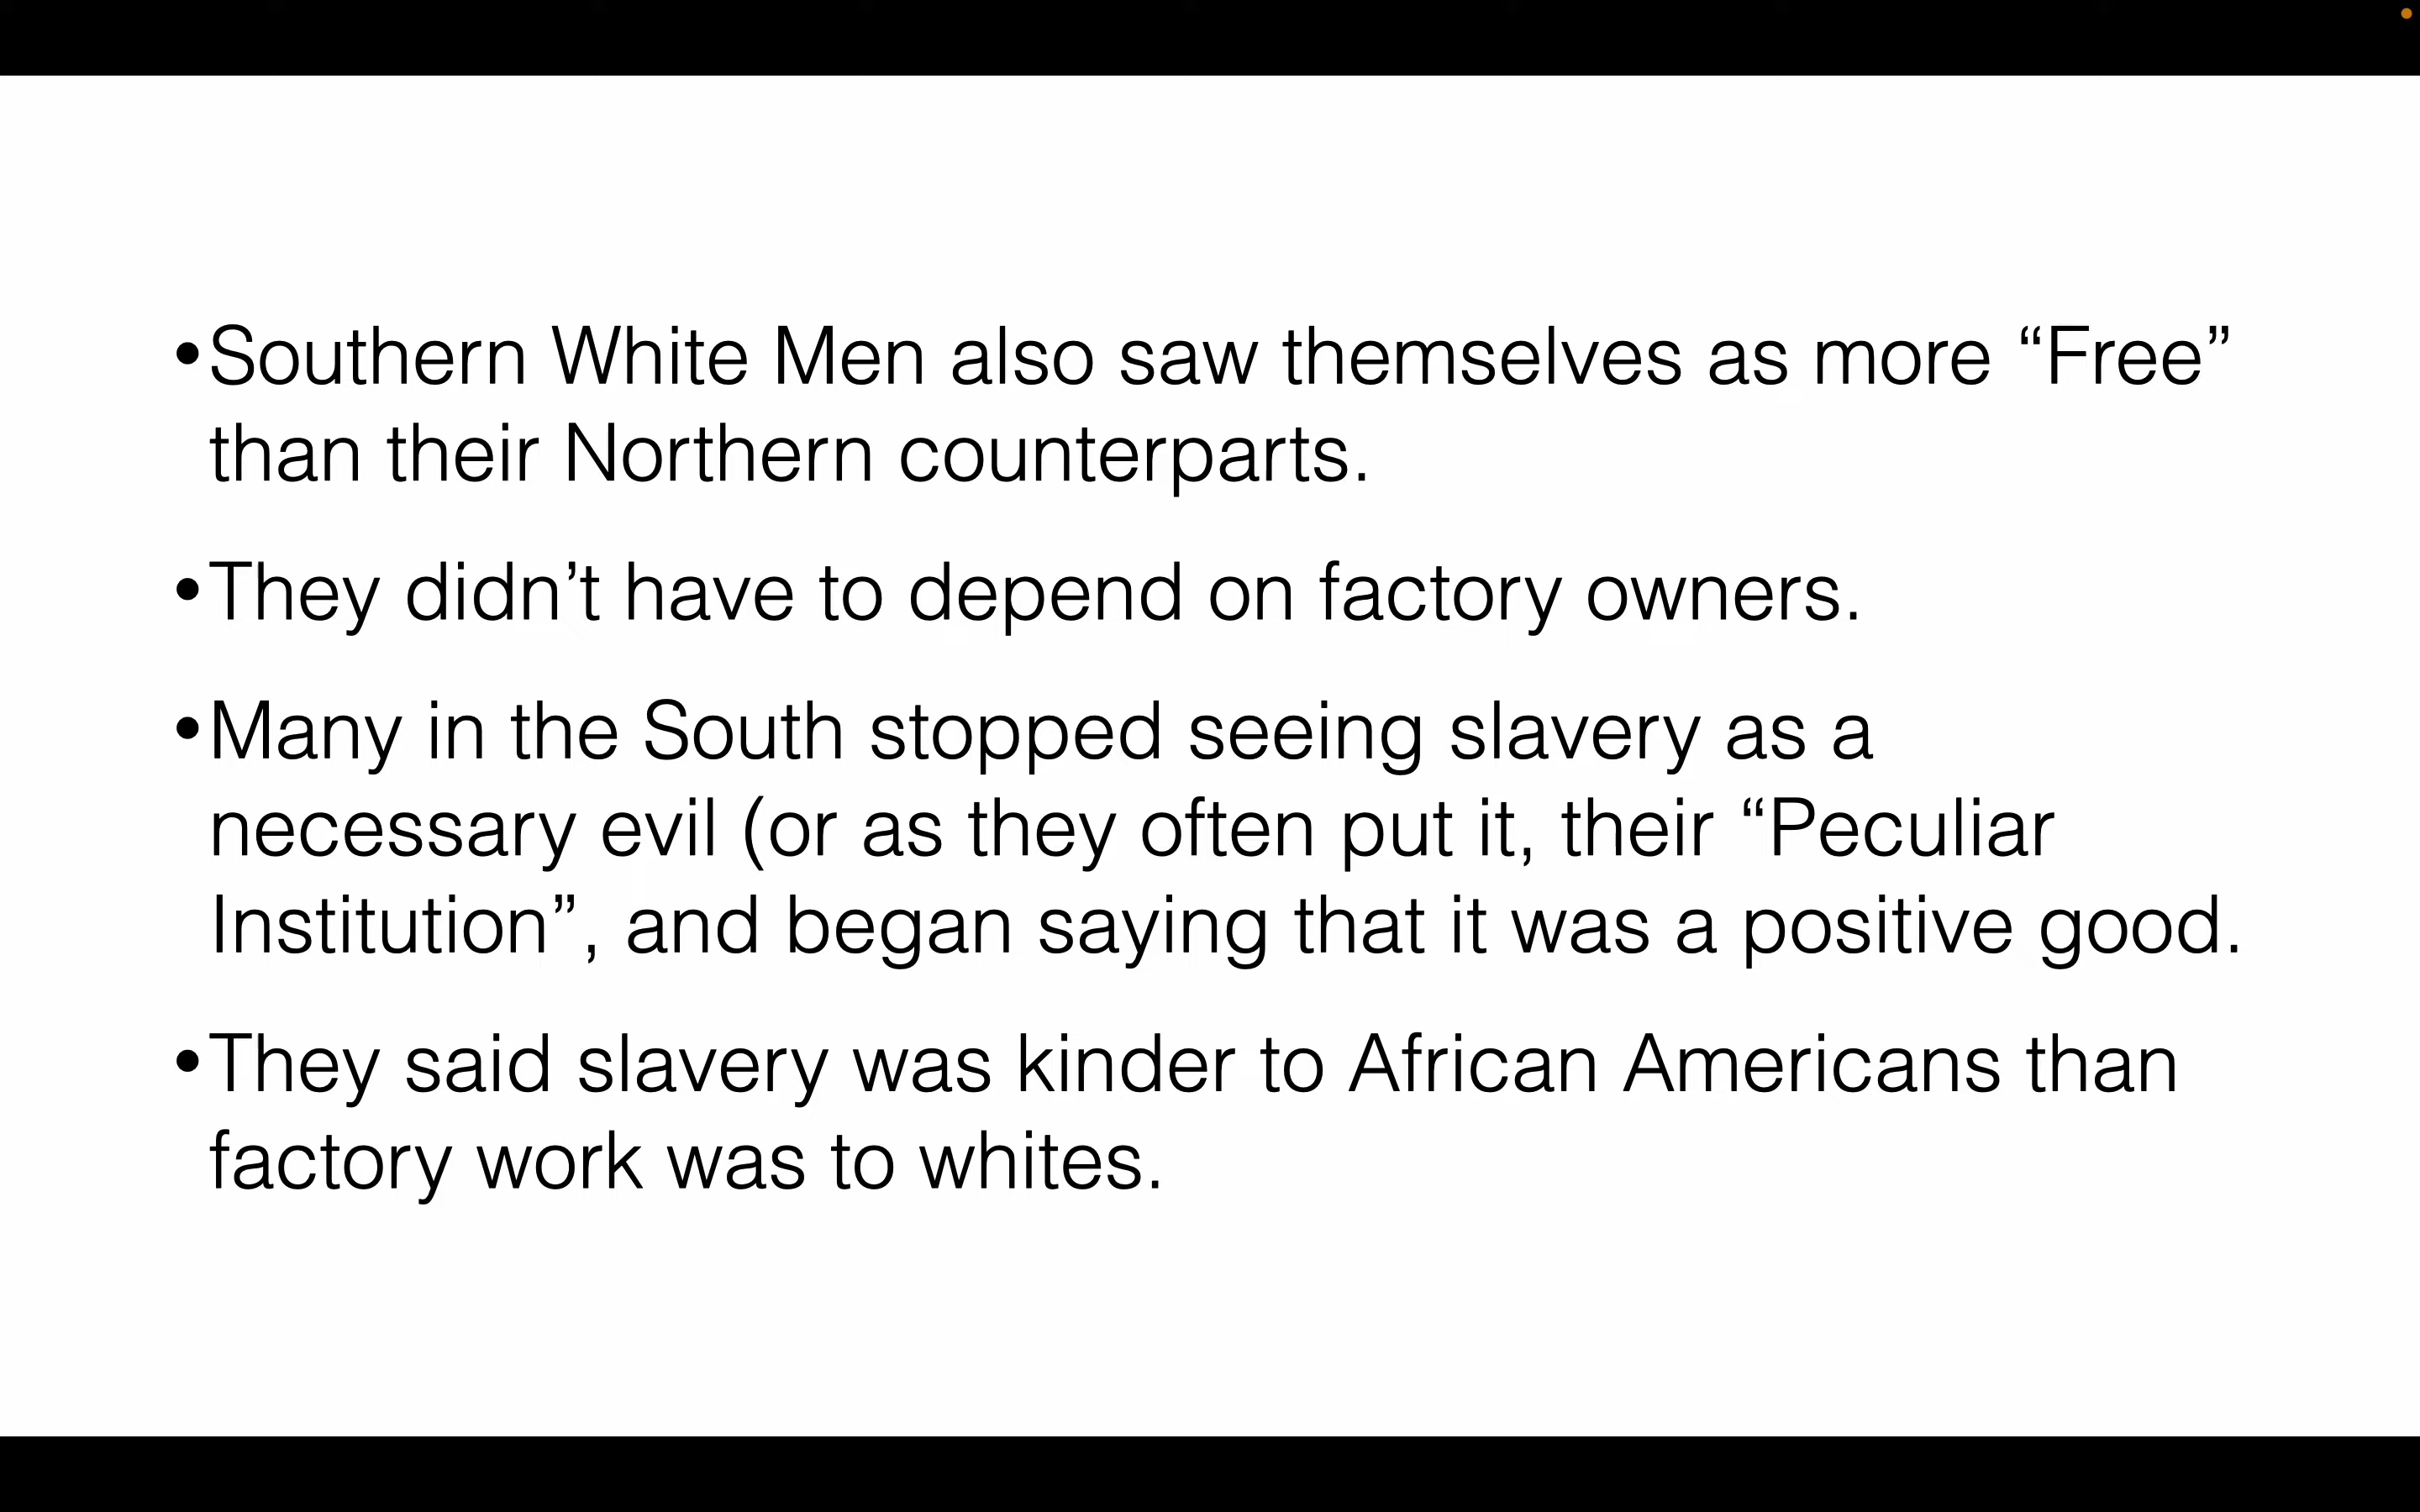 •Southern White Men also saw themselves as more “Free”
than their Northern counterparts.
•They didn’t have to depend on factory owners.
•Many in the South stopped seeing slavery as a
necessary evil (or as they often put it, their “Peculiar
Institution”, and began saying that it was a positive good.
•They said slavery was kinder to African Americans than
factory work was to whites.